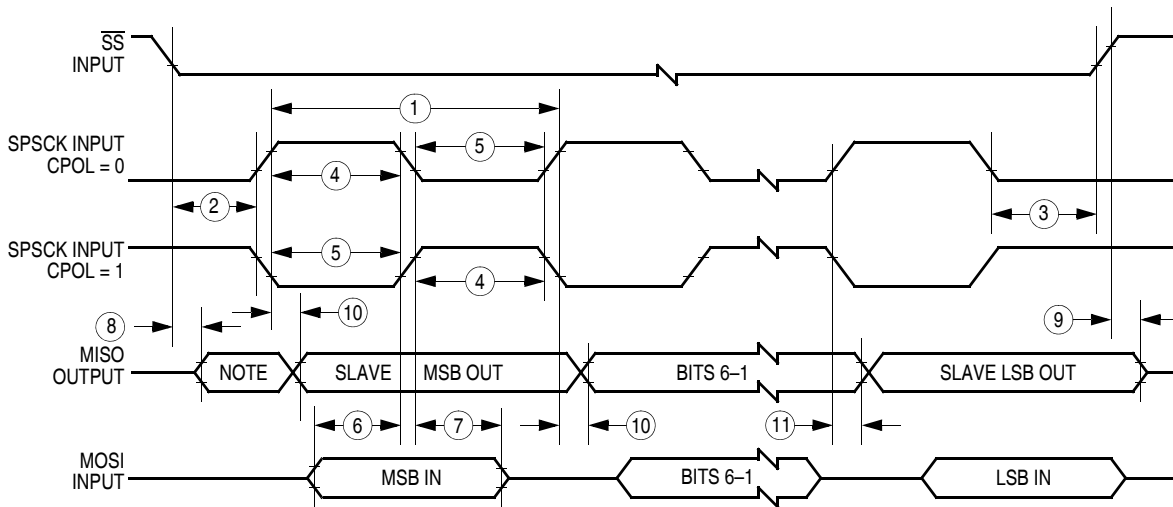 SS
INPUT
1
SPSCK INPUT
CPOL = 0
5
4
2
3
SPSCK INPUT
CPOL = 1
5
4
8
10
9
MISO
OUTPUT
NOTE
SLAVE MSB OUT
BITS 6–1
SLAVE LSB OUT
6
7
10
11
MOSI
INPUT
MSB IN
BITS 6–1
LSB IN